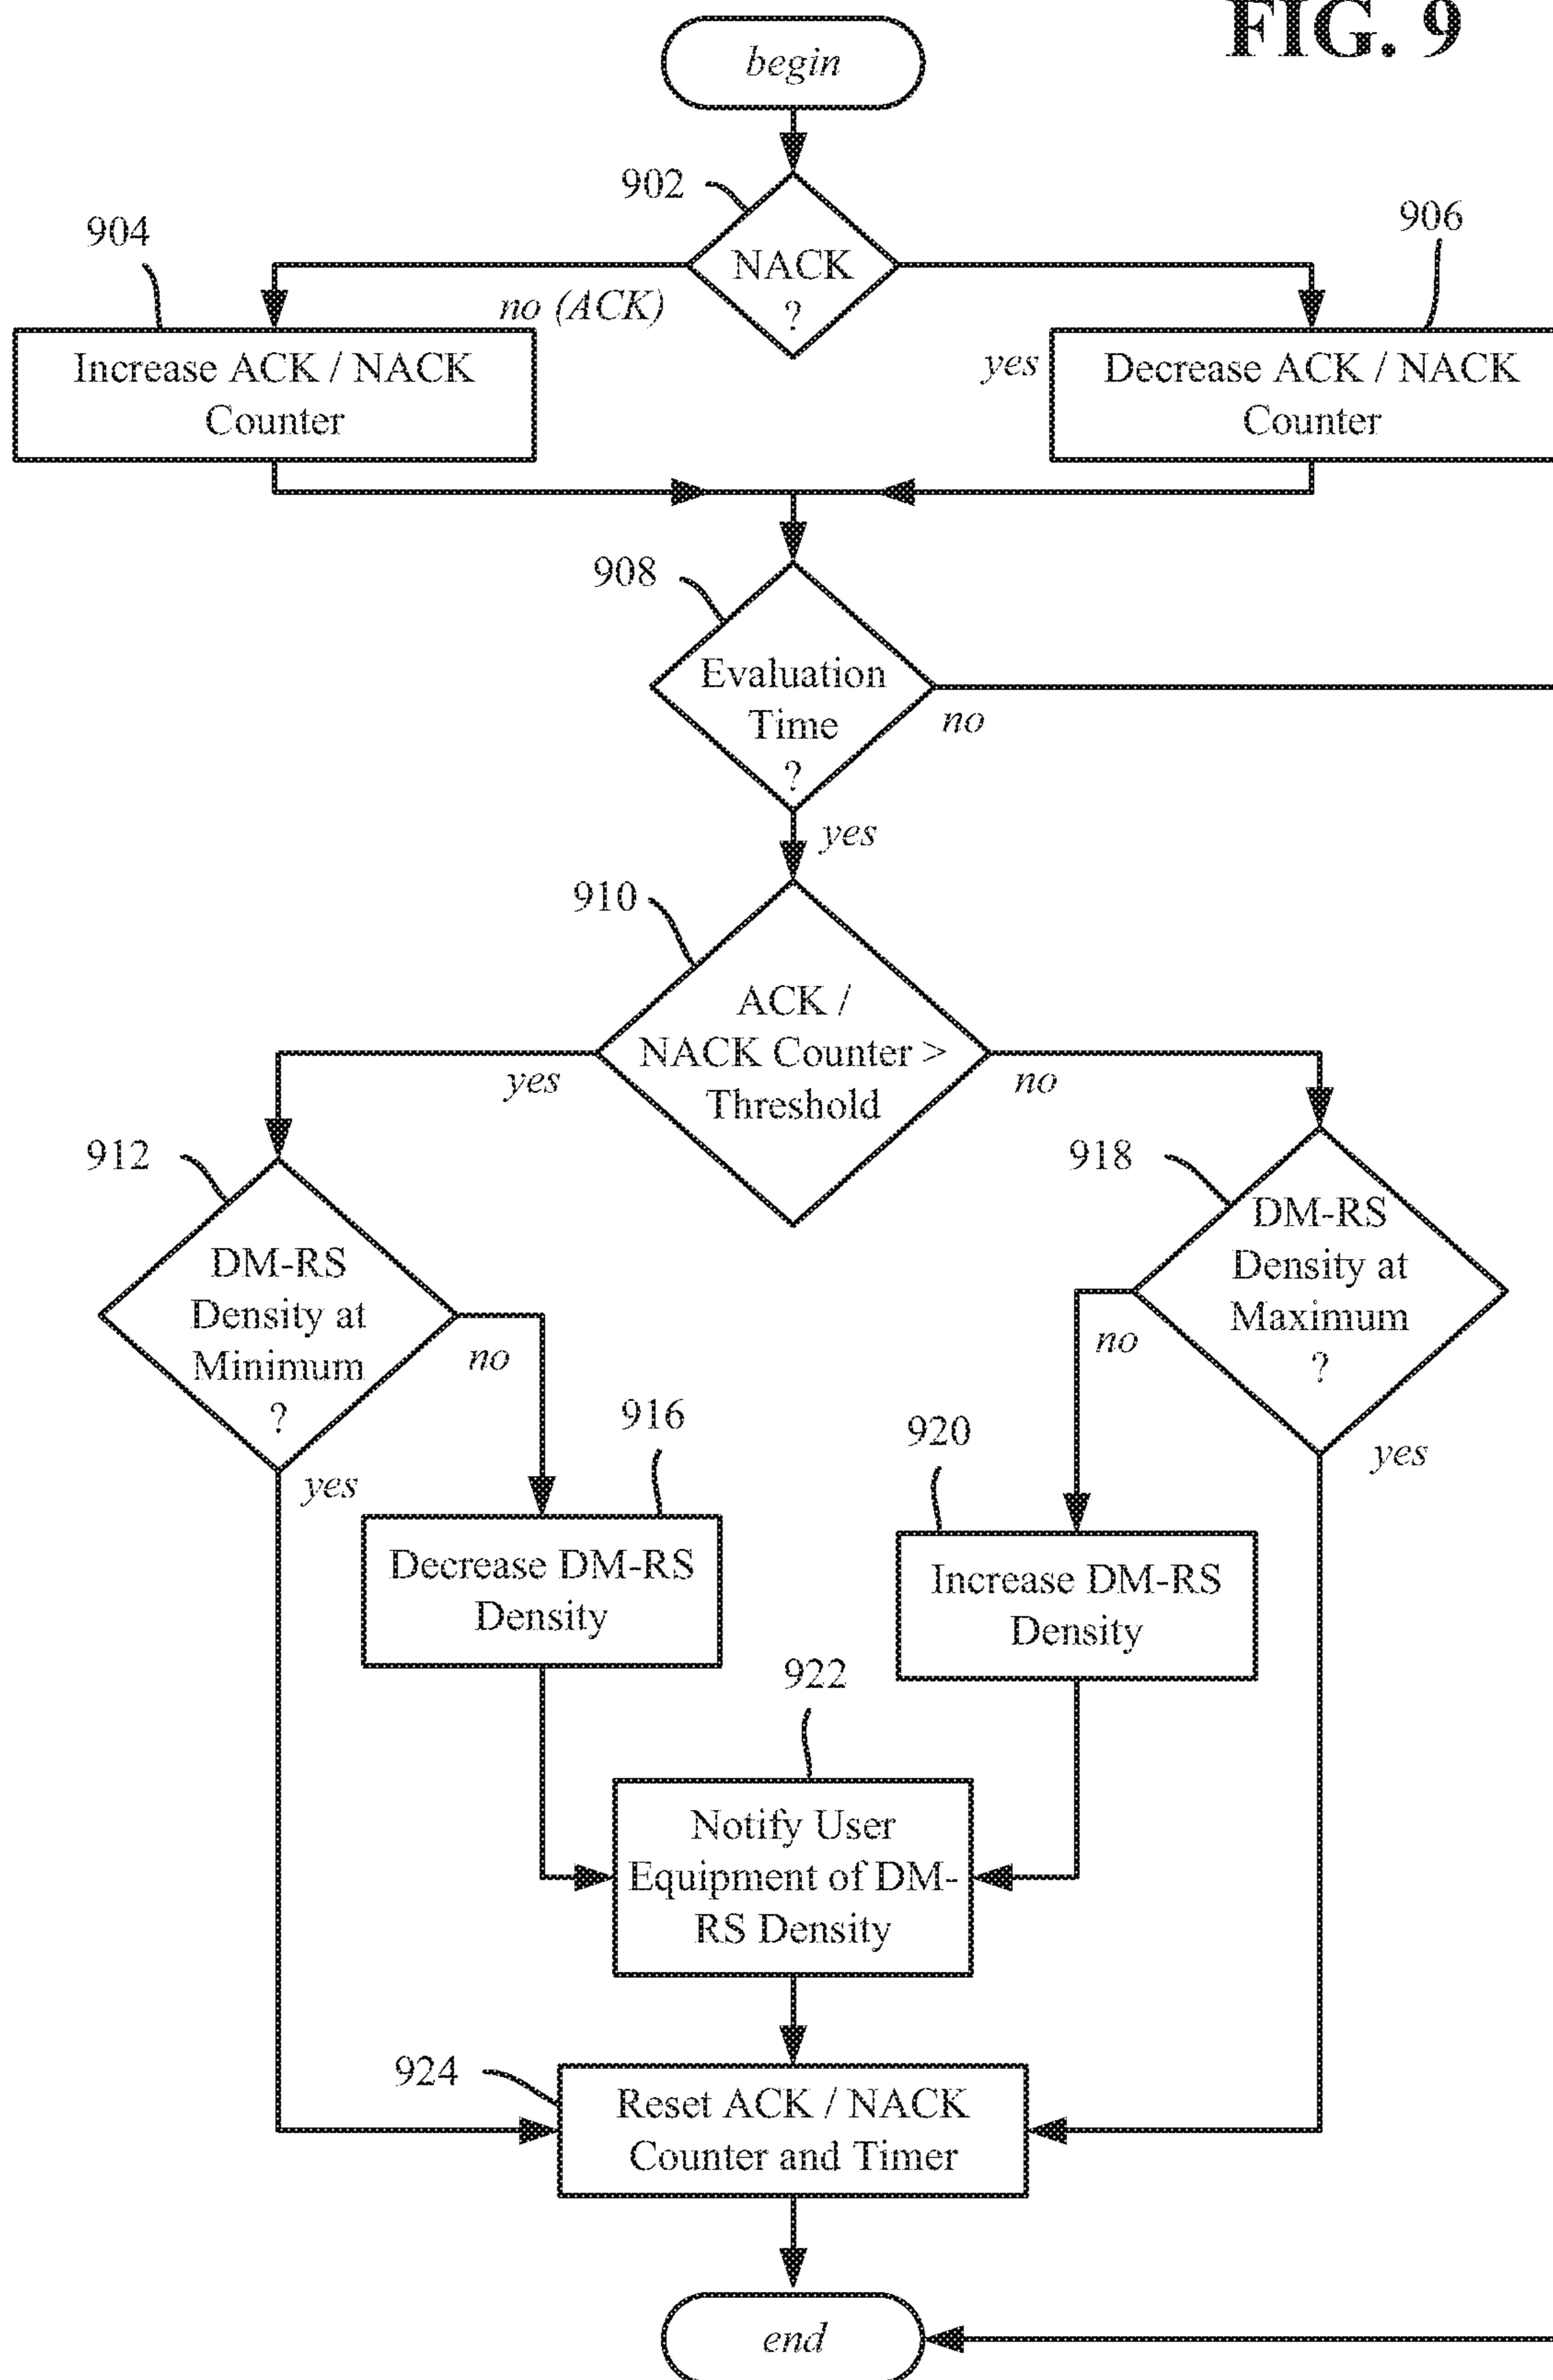 FIG. 9
begin
902
904
906
NACK
?
no (ACK)
yes
Increase ACK / NACK
Counter
Decrease ACK / NACK
Counter
908
Evaluation
Time
?
no
yes
910
ACK /
NACK Counter >
Threshold
yes
no
912
918
DM-RS
Density at
Minimum
?
no
yes
DM-RS
Density at
Maximum
?
no
yes
916
920
Decrease DM-RS
Density
Increase DM-RS
Density
922
Notify User
Equipment of DM-
RS Density
924
Reset ACK / NACK
Counter and Timer
end